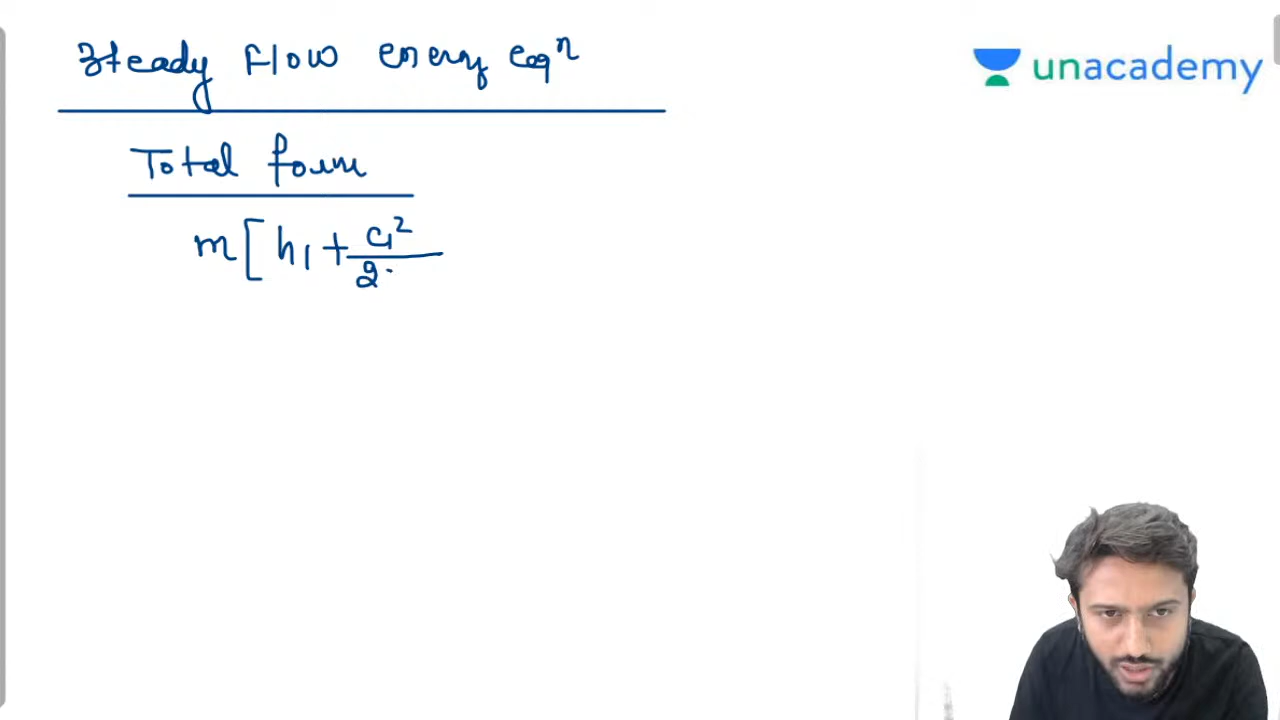 Steady Flow energy eqⁿ
unacademy
Total form
m[h₁ + C₁²/2